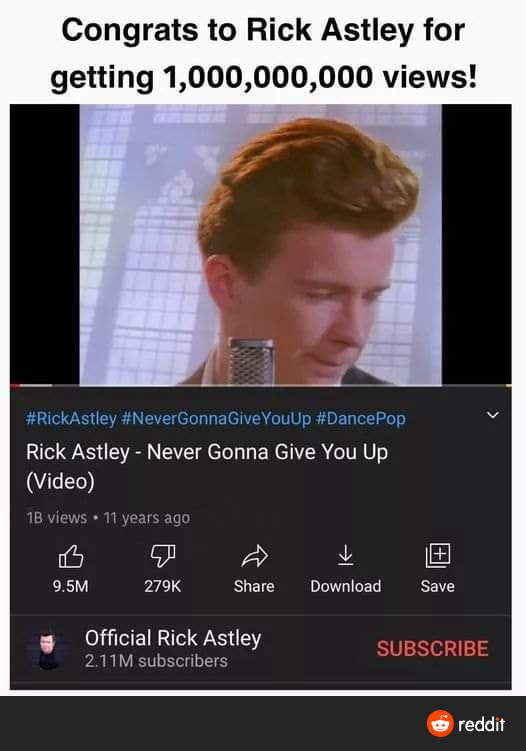 Congrats to Rick Astley for
getting 1,000,000,000 views!
#RickAstley #NeverGonnaGiveYouUp #DancePop
Rick Astley - Never Gonna Give You Up
(Video)
1B views • 11 years ago
9.5M 279K Share Download Save
Official Rick Astley
2.11M subscribers
SUBSCRIBE
reddit